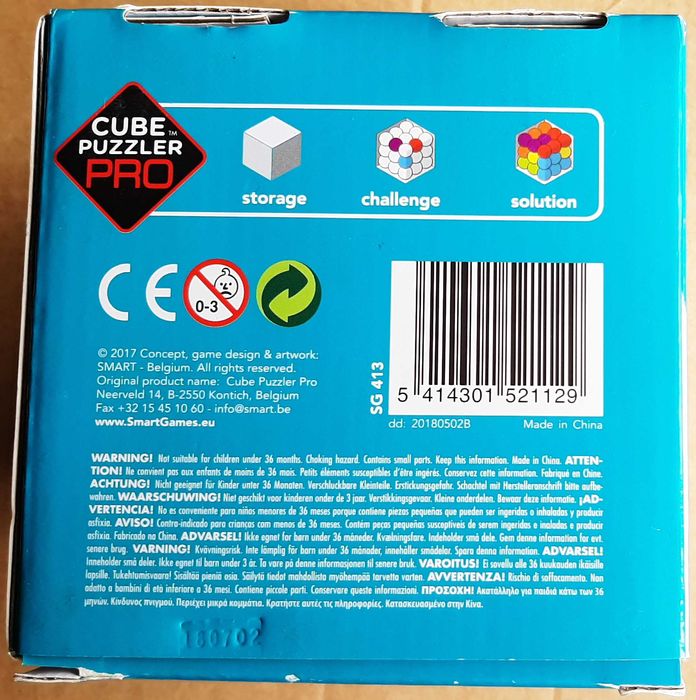 CUBE™
PUZZLER
PRO
storage
challenge
solution
CE
0-3
© 2017 Concept, game design & artwork:
SMART - Belgium. All rights reserved.
Original product name: Cube Puzzler Pro
Neerveld 14, B-2550 Kontich, Belgium
Fax +32 15 45 10 60 - info@smart.be
www.SmartGames.eu
SG 413
5 414301 521129
dd: 20180502B
Made in China
WARNING! Not suitable for children under 36 months. Choking hazard. Contains small parts. Keep this information. Made in China. ATTEN-
TION! Ne convient pas aux enfants de moins de 36 mois. Petits éléments susceptibles d'être ingérés. Conservez cette information. Fabriqué en Chine.
ACHTUNG! Nicht geeignet für Kinder unter 36 Monaten. Verschluckbare Kleinteile. Erstickungsgefahr. Schachtel mit Herstelleranschrift bitte aufbe-
wahren. WAARSCHUWING! Niet geschikt voor kinderen onder de 3 jaar. Verstikkingsgevaar. Kleine onderdelen. Bewaar deze informatie. ¡AD-
VERTENCIA! No es conveniente para niños menores de 36 meses porque contiene piezas pequeñas que pueden ser ingeridas o inhaladas y producir
asfixia. AVISO! Contra-indicado para crianças com menos de 36 meses. Contém peças pequenas susceptíveis de serem ingeridas e inaladas e produzir
asfixia. Fabricado na China. ADVARSEL! Ikke egnet for børn under 36 måneder. Kvælningsfare. Indeholder små dele. Gem denne information for evt.
senere brug. VARNING! Kvävningsrisk. Inte lämplig för barn under 36 månader, innehåller smådelar. Spara denna information. ADVARSEL!
Inneholder små deler. Ikke egnet til barn under 3 år. Ta vare på denne informasjonen til senere bruk. VAROITUS! Ei sovellu alle 36 kuukauden ikäisille
lapsille. Tukehtumisvaara! Sisältää pieniä osia. Säilytä tiedot mahdollista myöhempää tarvetta varten. AVVERTENZA! Rischio di soffocamento. Non
adatto a bambini di età inferiore a 36 mesi. Contiene piccole parti. Conservare queste informazioni. ΠΡΟΣΟΧΗ! Ακατάλληλο για παιδιά κάτω των 36
μηνών. Κίνδυνος πνιγμού. Περιέχει μικρά κομμάτια. Κρατήστε αυτές τις πληροφορίες. Κατασκευασμένο στην Κίνα.
180702